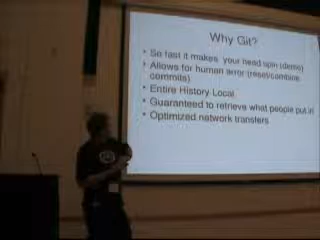 Why Git?
• So fast it makes your head spin (demo)
• Allows for human error (reset/combine
commits)
• Entire History Local
• Guaranteed to retrieve what people put in
• Optimized network transfers